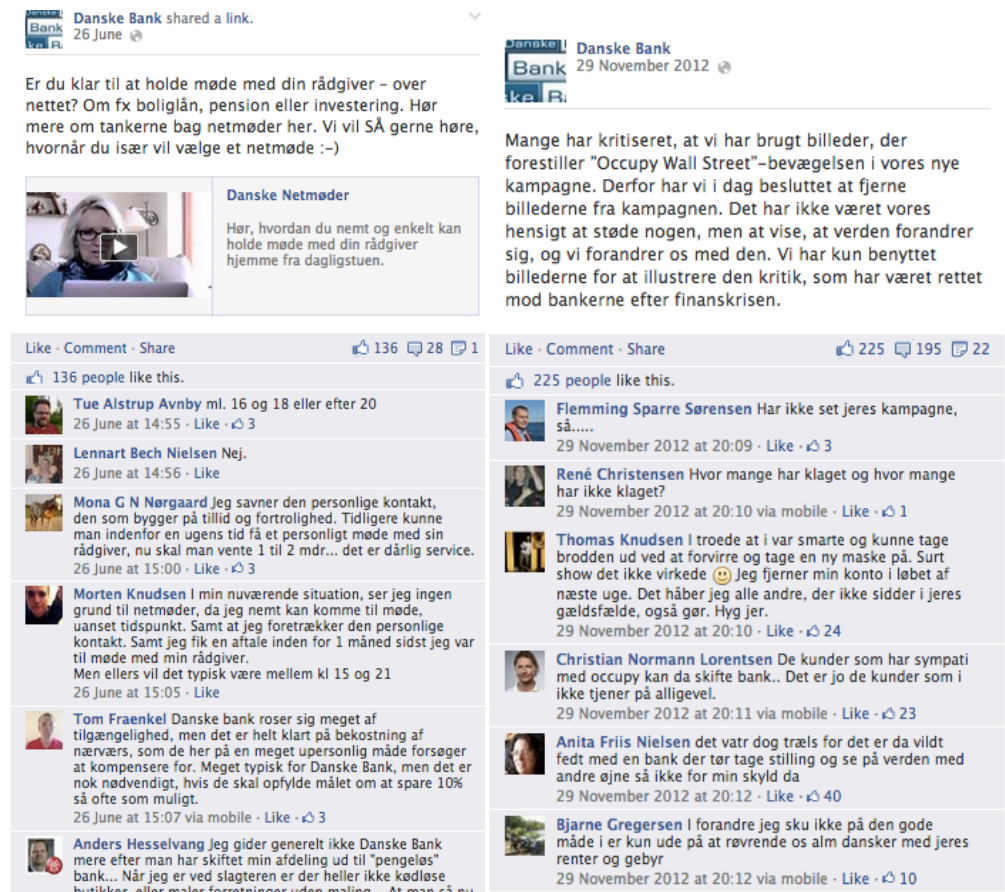 Danske Bank shared a link.
26 June
Er du klar til at holde møde med din rådgiver – over
nettet? Om fx boliglån, pension eller investering. Hør
mere om tankerne bag netmøder her. Vi vil SÅ gerne høre,
hvornår du især vil vælge et netmøde :-)
Danske Netmøder
Hør, hvordan du nemt og enkelt kan
holde møde med din rådgiver
hjemme fra dagligstuen.
Like · Comment · Share 136 28 1
136 people like this.
Tue Alstrup Avnby ml. 16 og 18 eller efter 20
26 June at 14:55 · Like · 3
Lennart Bech Nielsen Nej.
26 June at 14:56 · Like
Mona G N Nørgaard Jeg savner den personlige kontakt,
den som bygger på tillid og fortrolighed. Tidligere kunne
man indenfor en ugens tid få et personligt møde med sin
rådgiver, nu skal man vente 1 til 2 mdr... det er dårlig service.
26 June at 15:00 · Like · 3
Morten Knudsen I min nuværende situation, ser jeg ingen
grund til netmøder, da jeg nemt kan komme til møde,
uanset tidspunkt. Samt at jeg foretrækker den personlige
kontakt. Samt jeg fik en aftale inden for 1 måned sidst jeg var
til møde med min rådgiver.
Men ellers vil det typisk være mellem kl 15 og 21
26 June at 15:05 · Like
Tom Fraenkel Danske bank roser sig meget af
tilgængelighed, men det er helt klart på bekostning af
nærværs, som de her på en meget upersonlig måde forsøger
at kompensere for. Meget typisk for Danske Bank, men det er
nok nødvendigt, hvis de skal opfylde målet om at spare 10%
så ofte som muligt.
26 June at 15:07 via mobile · Like · 3
Anders Hesselvang Jeg gider generelt ikke Danske Bank
mere efter man har skiftet min afdeling ud til "pengeløs"
bank... Når jeg er ved slagteren er der heller ikke kødløse
butikker, eller maler forretninger uden maling... At man så nu
Danske Bank
29 November 2012
Mange har kritiseret, at vi har brugt billeder, der
forestiller "Occupy Wall Street"-bevægelsen i vores nye
kampagne. Derfor har vi i dag besluttet at fjerne
billederne fra kampagnen. Det har ikke været vores
hensigt at støde nogen, men at vise, at verden forandrer
sig, og vi forandrer os med den. Vi har kun benyttet
billederne for at illustrere den kritik, som har været rettet
mod bankerne efter finanskrisen.
Like · Comment · Share 225 195 22
225 people like this.
Flemming Sparre Sørensen Har ikke set jeres kampagne,
så.....
29 November 2012 at 20:09 · Like · 3
René Christensen Hvor mange har klaget og hvor mange
har ikke klaget?
29 November 2012 at 20:10 via mobile · Like · 1
Thomas Knudsen I troede at i var smarte og kunne tage
brodden ud ved at forvirre og tage en ny maske på. Surt
show det ikke virkede 🙂 Jeg fjerner min konto i løbet af
næste uge. Det håber jeg alle andre, der ikke sidder i jeres
gældsfælde, også gør. Hyg jer.
29 November 2012 at 20:10 · Like · 24
Christian Normann Lorentsen De kunder som har sympati
med occupy kan da skifte bank.. Det er jo de kunder som i
ikke tjener på alligevel.
29 November 2012 at 20:11 via mobile · Like · 23
Anita Friis Nielsen det vatr dog træls for det er da vildt
fedt med en bank der tør tage stilling og se på verden med
andre øjne så ikke for min skyld da
29 November 2012 at 20:12 · Like · 40
Bjarne Gregersen I forandre jeg sku ikke på den gode
måde i er kun ude på at røvrende os alm dansker med jeres
renter og gebyr
29 November 2012 at 20:12 via mobile · Like · 10